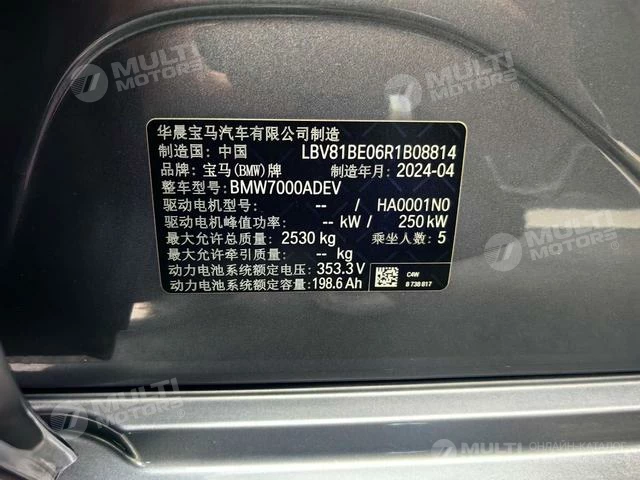 MULTI MOTORS
MULTI MOTORS
华晨宝马汽车有限公司制造
制造国: 中国 LBV81BE06R1B08814
品牌: 宝马(BMW)牌 制造年月: 2024-04
整车型号: BMW7000ADEV
驱动电机型号: -- / HA0001N0
驱动电机峰值功率: -- kW / 250 kW
最大允许总质量: 2530 kg 乘坐人数: 5
最大允许牵引质量: -- kg
动力电池系统额定电压: 353.3 V C4W
动力电池系统额定容量: 198.6 Ah 8 738 817
MULTI MOTORS
MULTI MOTORS
MULTI ОНЛАЙН-КАТАЛОГ